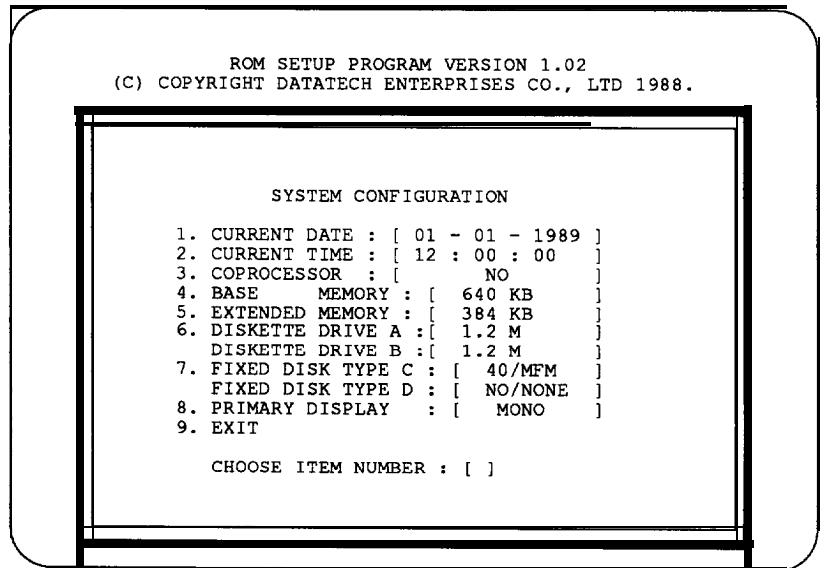 ROM SETUP PROGRAM VERSION 1.02
(C) COPYRIGHT DATATECH ENTERPRISES CO., LTD 1988.
SYSTEM CONFIGURATION
1. CURRENT DATE : [ 01 - 01 - 1989 ]
2. CURRENT TIME : [ 12 : 00 : 00 ]
3. COPROCESSOR : [ NO ]
4. BASE MEMORY : [ 640 KB ]
5. EXTENDED MEMORY : [ 384 KB ]
6. DISKETTE DRIVE A :[ 1.2 M ]
DISKETTE DRIVE B :[ 1.2 M ]
7. FIXED DISK TYPE C : [ 40/MFM ]
FIXED DISK TYPE D : [ NO/NONE ]
8. PRIMARY DISPLAY : [ MONO ]
9. EXIT
CHOOSE ITEM NUMBER : [ ]